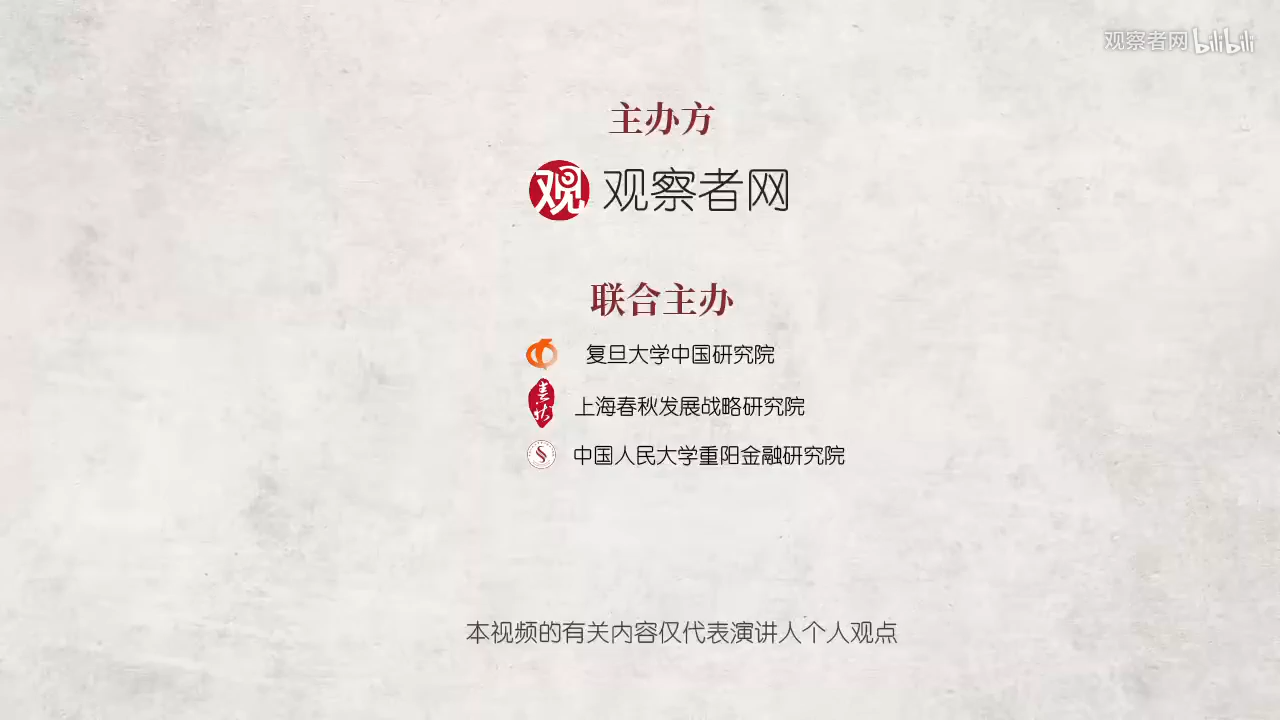 观察者网 bilibili
主办方
观 观察者网
联合主办
复旦大学中国研究院
春秋 上海春秋发展战略研究院
中国人民大学重阳金融研究院
本视频的有关内容仅代表演讲人个人观点